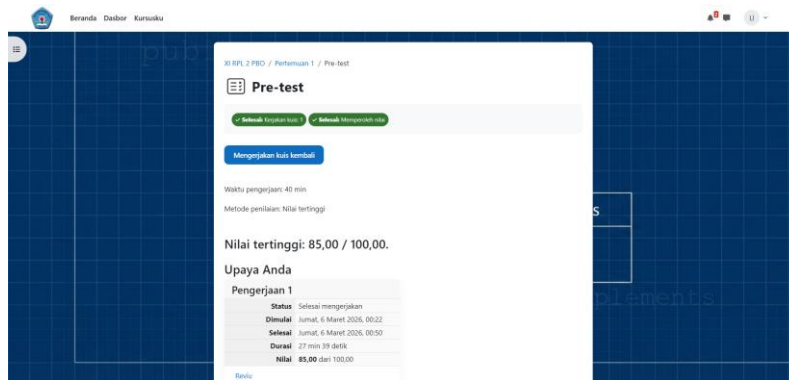 Beranda Dasbor Kursusku
1
U
XI RPL 2 PBO / Pertemuan 1 / Pre-test
Pre-test
Selesai: Kerjakan kuis: 1 Selesai: Memperoleh nilai
Mengerjakan kuis kembali
Waktu pengerjaan: 40 min
Metode penilaian: Nilai tertinggi
Nilai tertinggi: 85,00 / 100,00.
Upaya Anda
Pengerjaan 1
Status Selesai mengerjakan
Dimulai Jumat, 6 Maret 2026, 00:22
Selesai Jumat, 6 Maret 2026, 00:50
Durasi 27 min 39 detik
Nilai 85,00 dari 100,00
Reviu